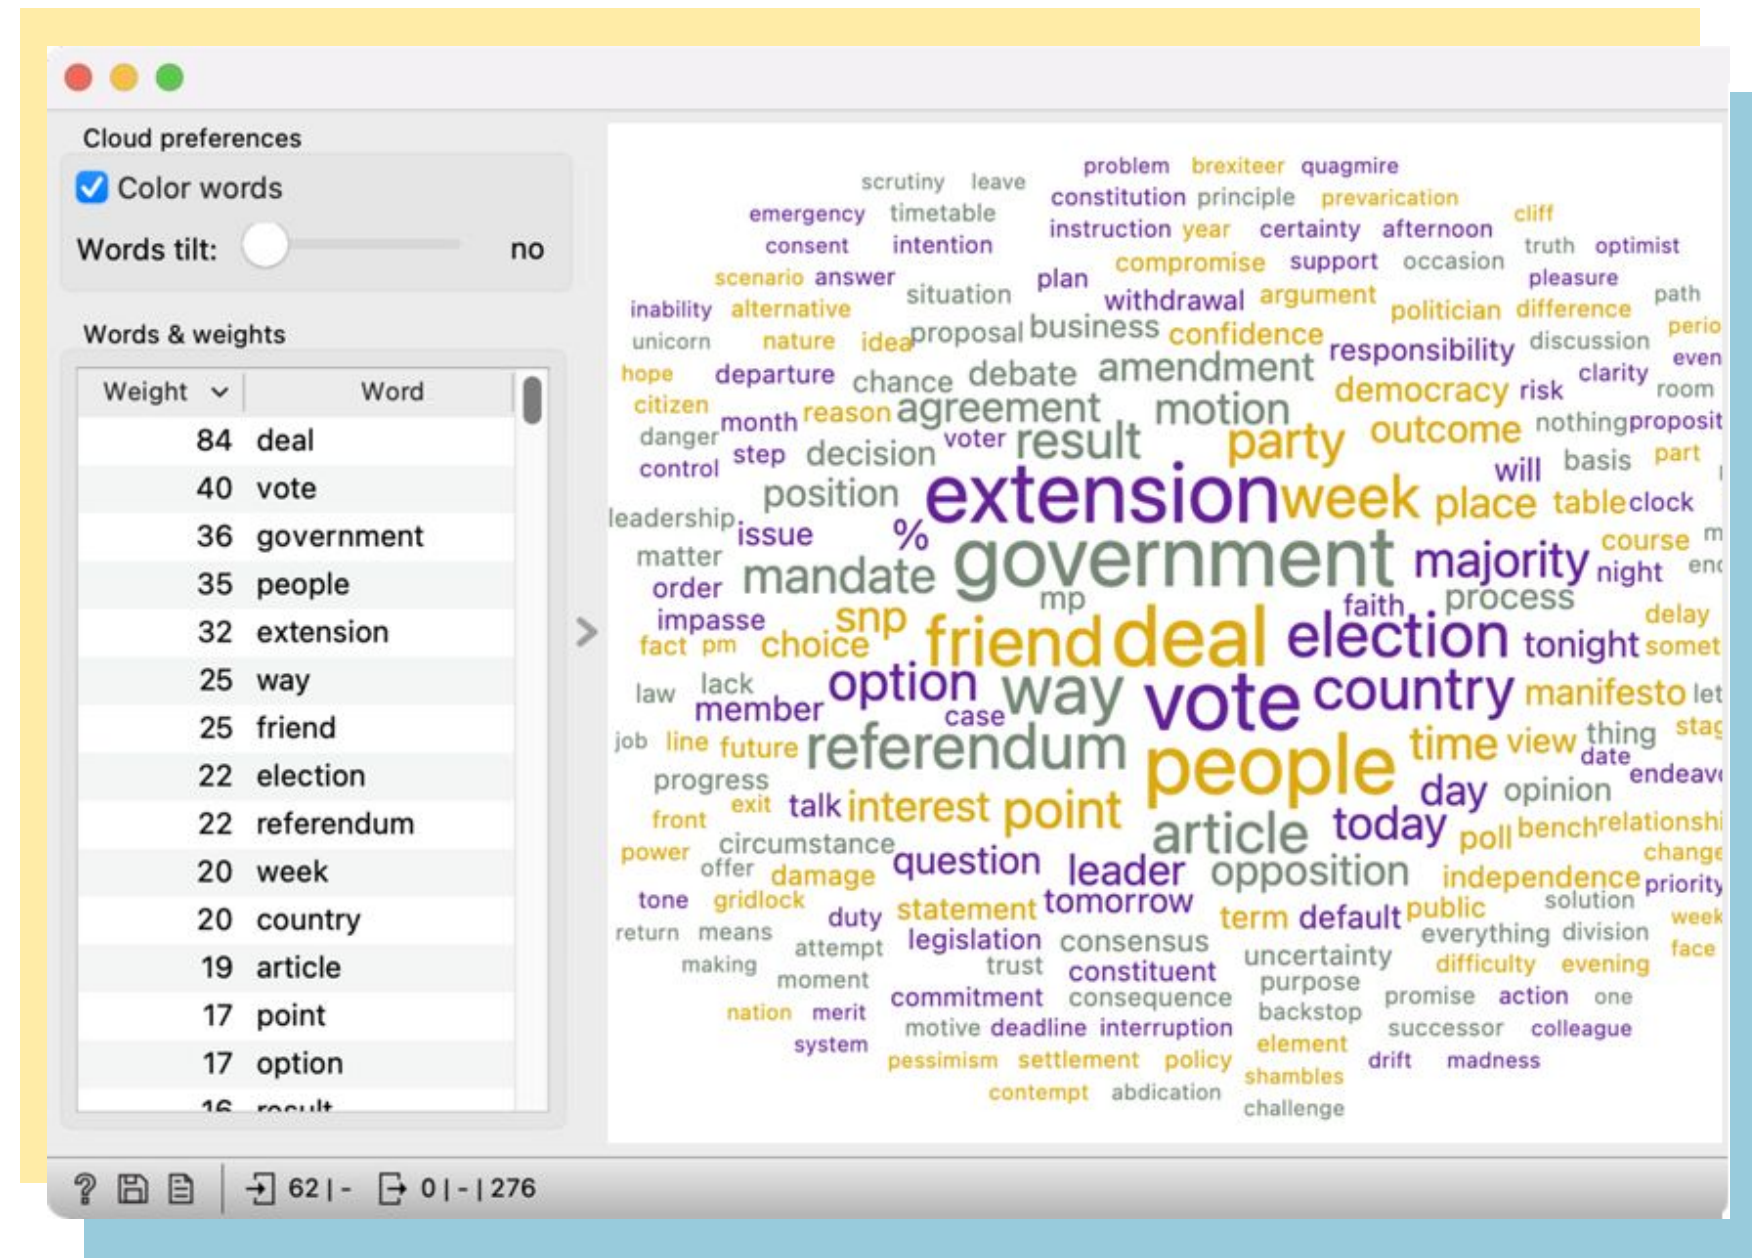 Cloud preferences
Color words
Words tilt: no
Words & weights
Weight Word
84 deal
40 vote
36 government
35 people
32 extension
25 way
25 friend
22 election
22 referendum
20 week
20 country
19 article
17 point
17 option
16 result
problem brexiteer quagmire
scrutiny leave
constitution principle prevarication
emergency timetable cliff
instruction year certainty afternoon
consent intention truth optimist
compromise support occasion
scenario answer plan pleasure
situation withdrawal argument path
inability alternative politician difference
proposal business confidence perio
unicorn nature idea discussion
responsibility even
hope departure chance debate amendment clarity
democracy risk room
citizen month reason agreement motion
danger voter result party outcome nothing proposit
control step decision will basis part
position extension week place table clock
leadership issue %
matter mandate government majority course
order mp night
impasse snp faith process delay
fact pm choice friend deal election tonight somet
law lack option way vote country manifesto let
member case
job line future referendum people time view thing stag
date
progress day opinion endeavo
front exit talk interest point
article today poll bench relationshi
power circumstance change
offer damage question leader opposition independence priority
tone gridlock solution
duty statement tomorrow term default public week
return means attempt legislation consensus everything division
uncertainty face
making trust constituent difficulty evening
moment purpose
commitment consequence promise action one
nation merit backstop
motive deadline interruption successor colleague
system element
pessimism settlement policy drift madness
shambles
contempt abdication
challenge
62 | - 0 | - | 276